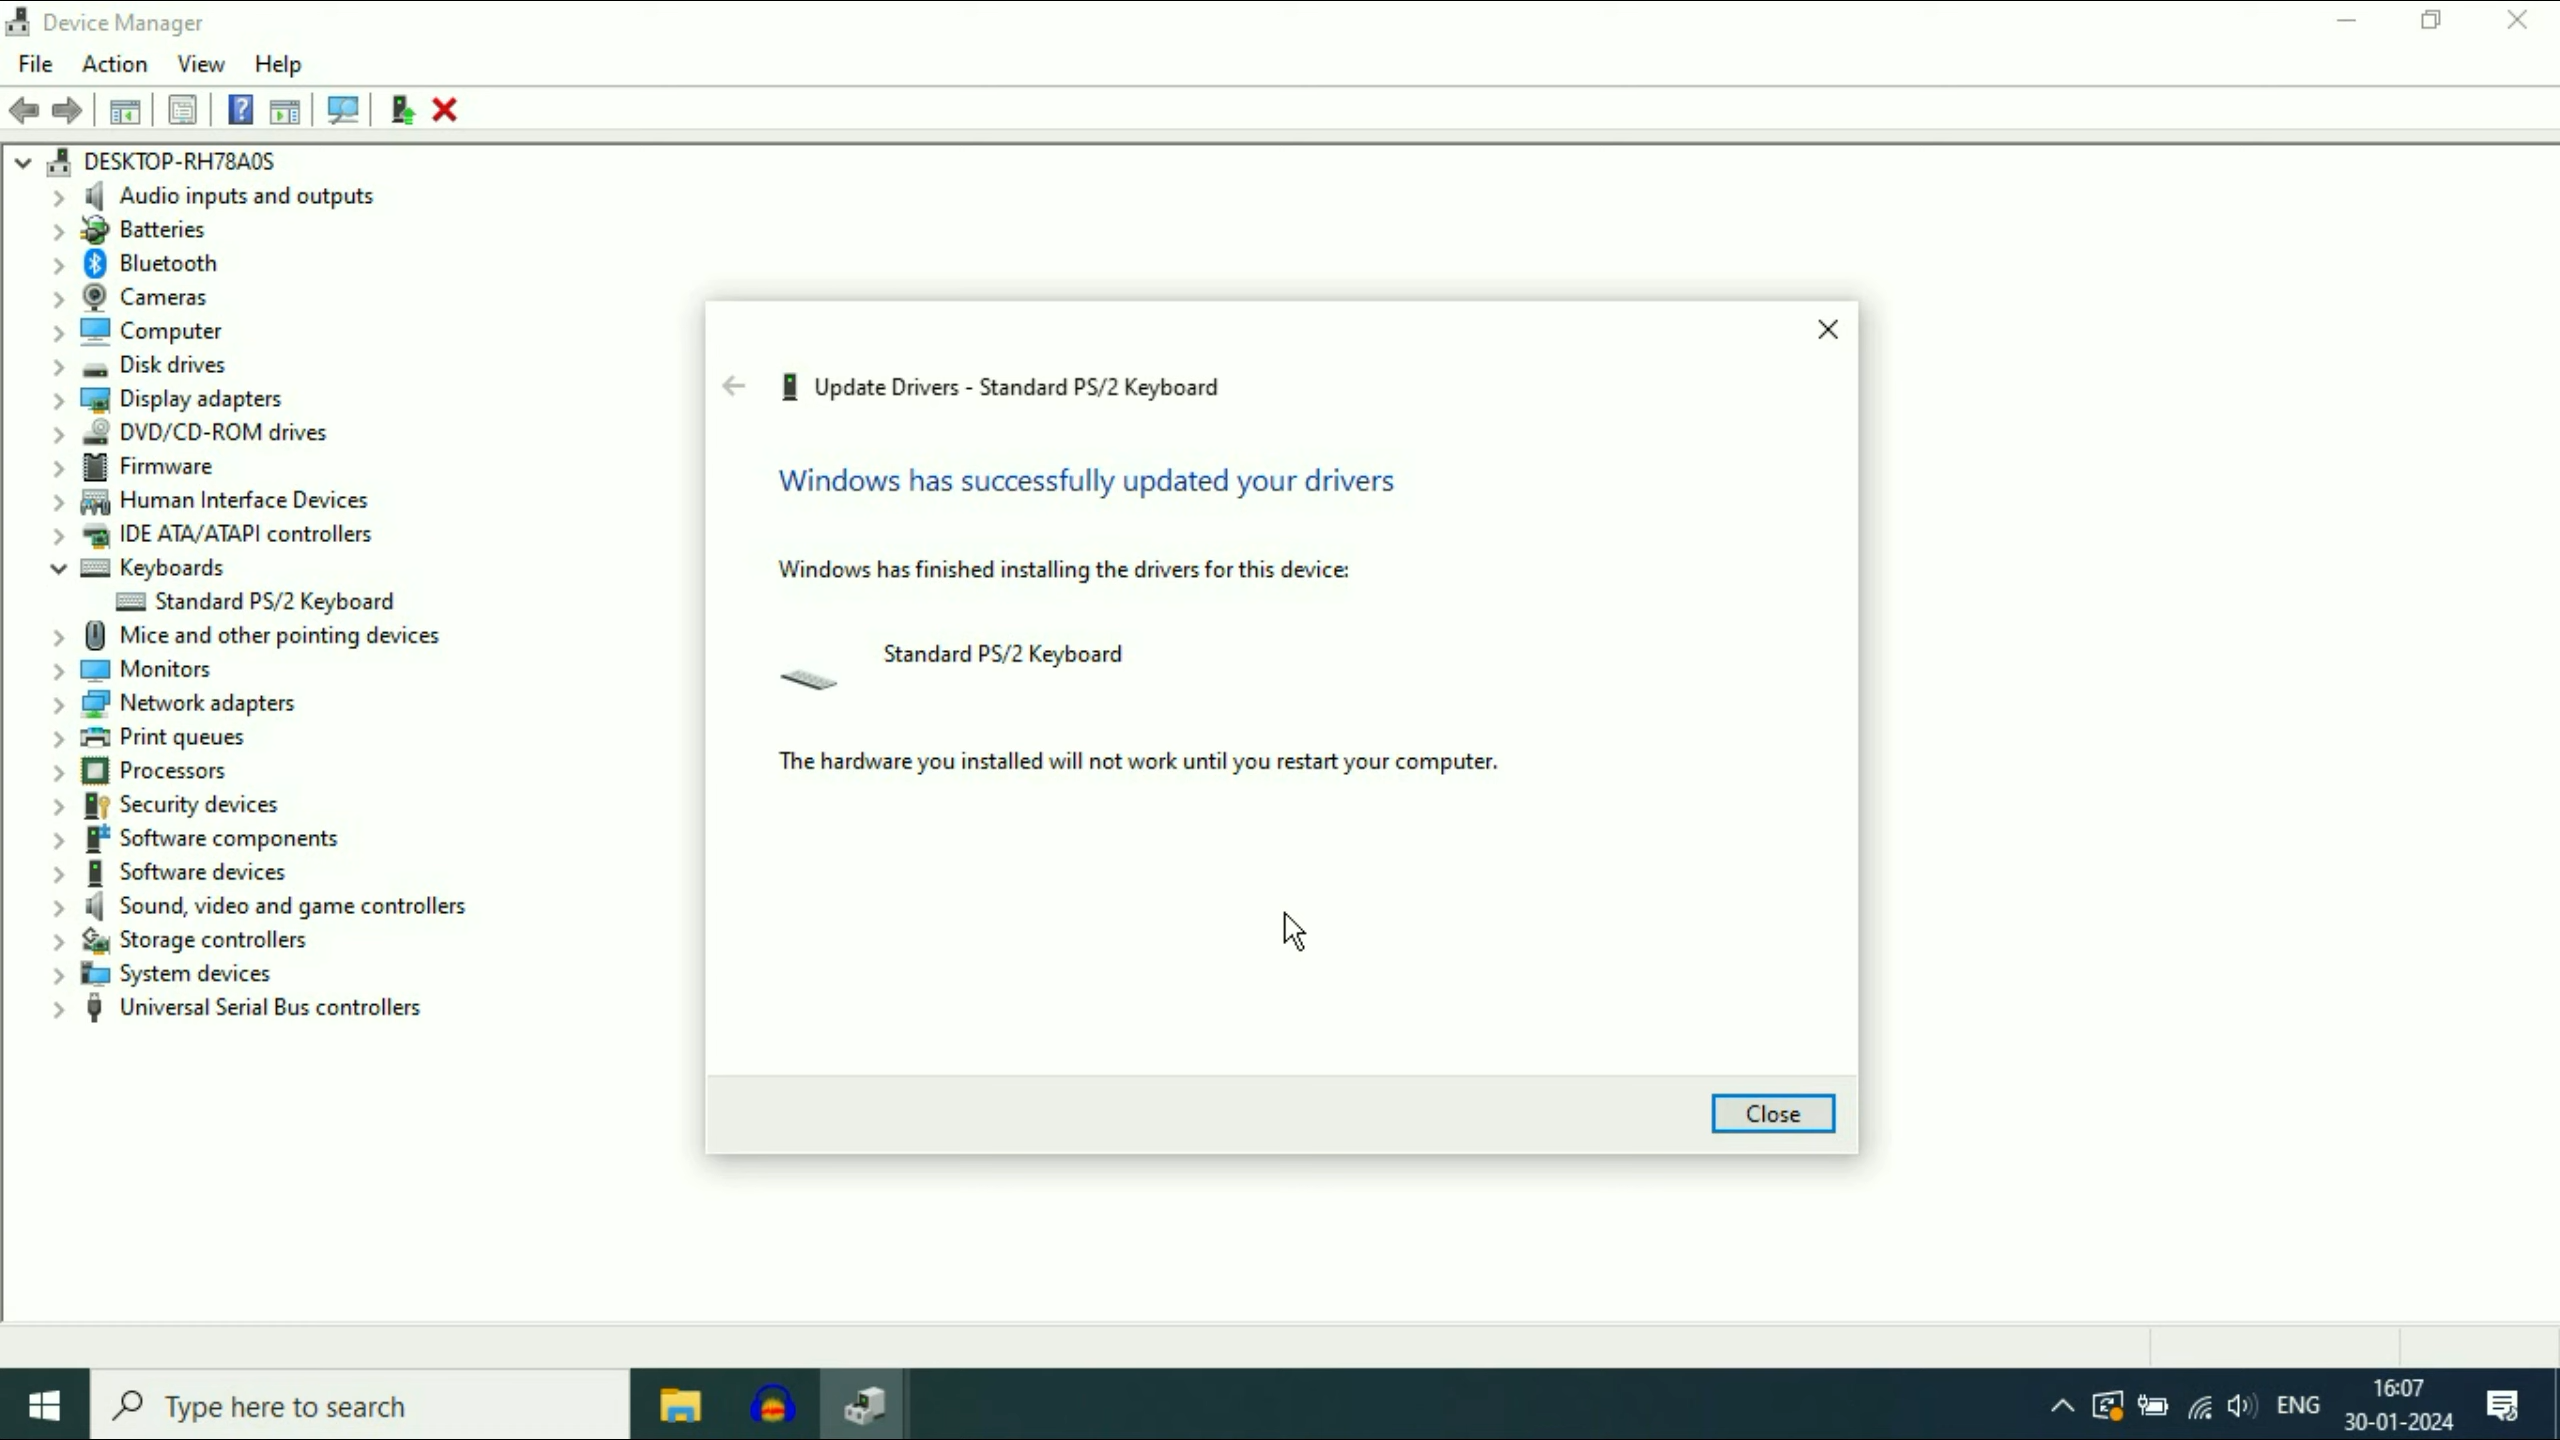 Device Manager
File Action View Help
DESKTOP-RH78A0S
Audio inputs and outputs
Batteries
Bluetooth
Cameras
Computer
Disk drives
Display adapters
DVD/CD-ROM drives
Firmware
Human Interface Devices
IDE ATA/ATAPI controllers
Keyboards
Standard PS/2 Keyboard
Mice and other pointing devices
Monitors
Network adapters
Print queues
Processors
Security devices
Software components
Software devices
Sound, video and game controllers
Storage controllers
System devices
Universal Serial Bus controllers
Update Drivers - Standard PS/2 Keyboard
Windows has successfully updated your drivers
Windows has finished installing the drivers for this device:
Standard PS/2 Keyboard
The hardware you installed will not work until you restart your computer.
Close
Type here to search
ENG
16:07
30-01-2024